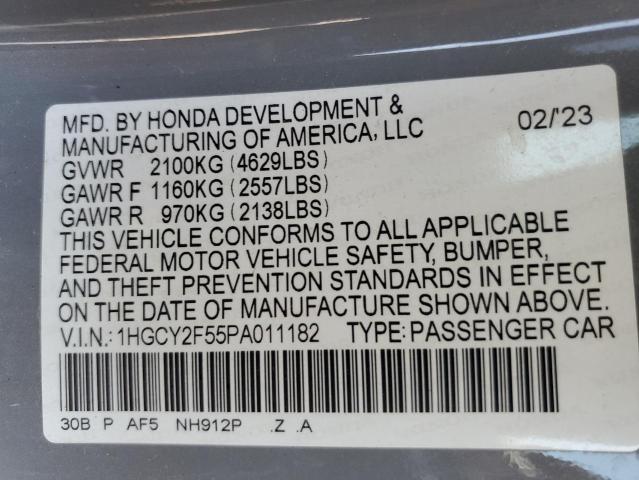 MFD. BY HONDA DEVELOPMENT &
MANUFACTURING OF AMERICA, LLC 02/'23
GVWR 2100KG (4629LBS)
GAWR F 1160KG (2557LBS)
GAWR R 970KG (2138LBS)
THIS VEHICLE CONFORMS TO ALL APPLICABLE
FEDERAL MOTOR VEHICLE SAFETY, BUMPER,
AND THEFT PREVENTION STANDARDS IN EFFECT
ON THE DATE OF MANUFACTURE SHOWN ABOVE.
V.I.N.: 1HGCY2F55PA011182 TYPE: PASSENGER CAR
30B P AF5 NH912P .Z .A